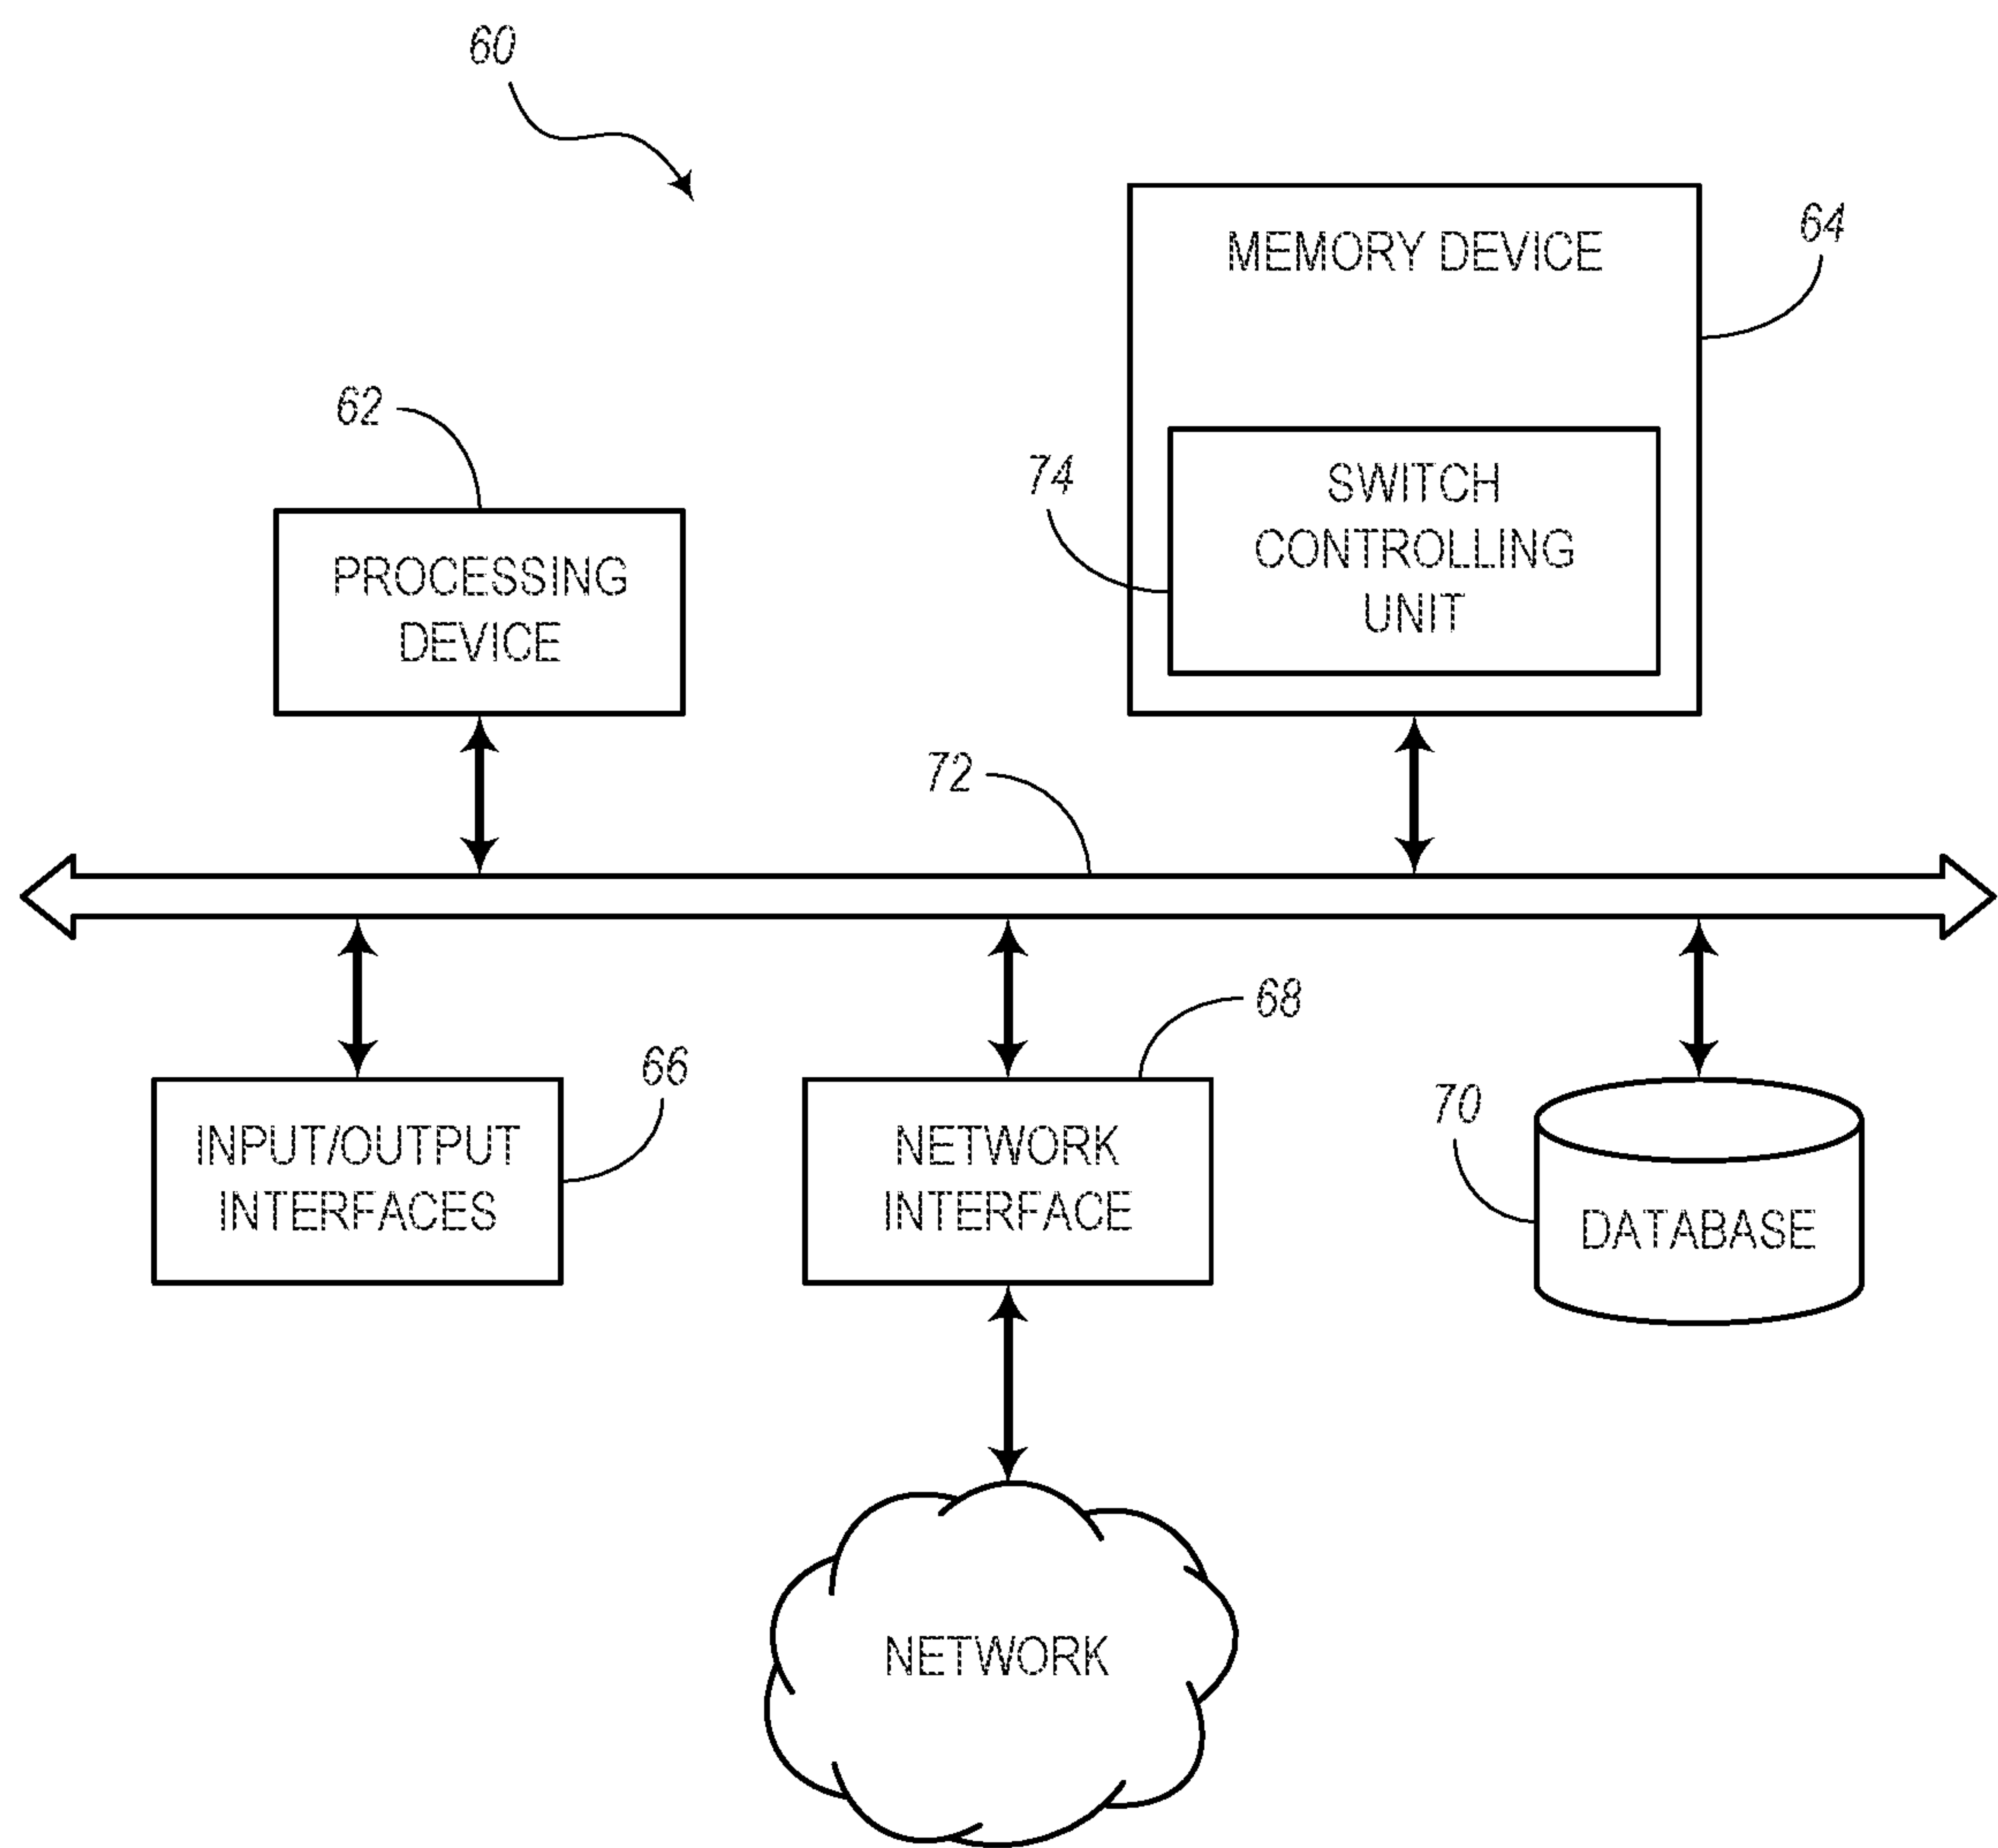 60
MEMORY DEVICE
64
62
74
SWITCH
CONTROLLING
UNIT
PROCESSING
DEVICE
72
68
66
70
INPUT/OUTPUT
INTERFACES
NETWORK
INTERFACE
DATABASE
NETWORK